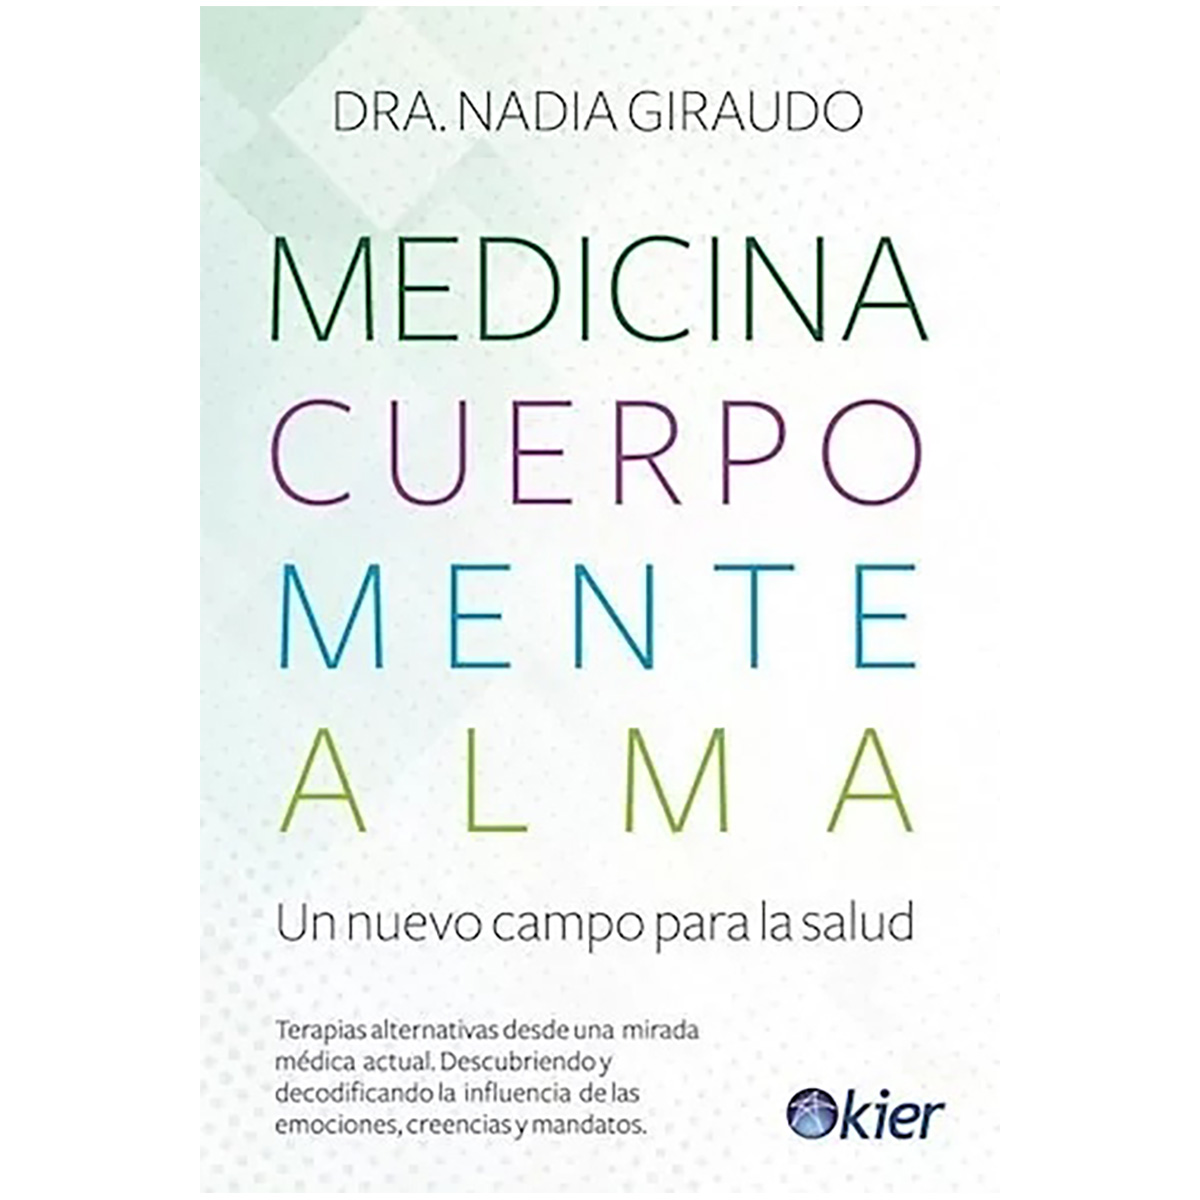 DRA. NADIA GIRAUDO
MEDICINA
CUERPO
MENTE
ALMA
Un nuevo campo para la salud
Terapias alternativas desde una mirada
médica actual. Descubriendo y
decodificando la influencia de las
emociones, creencias y mandatos.
kier